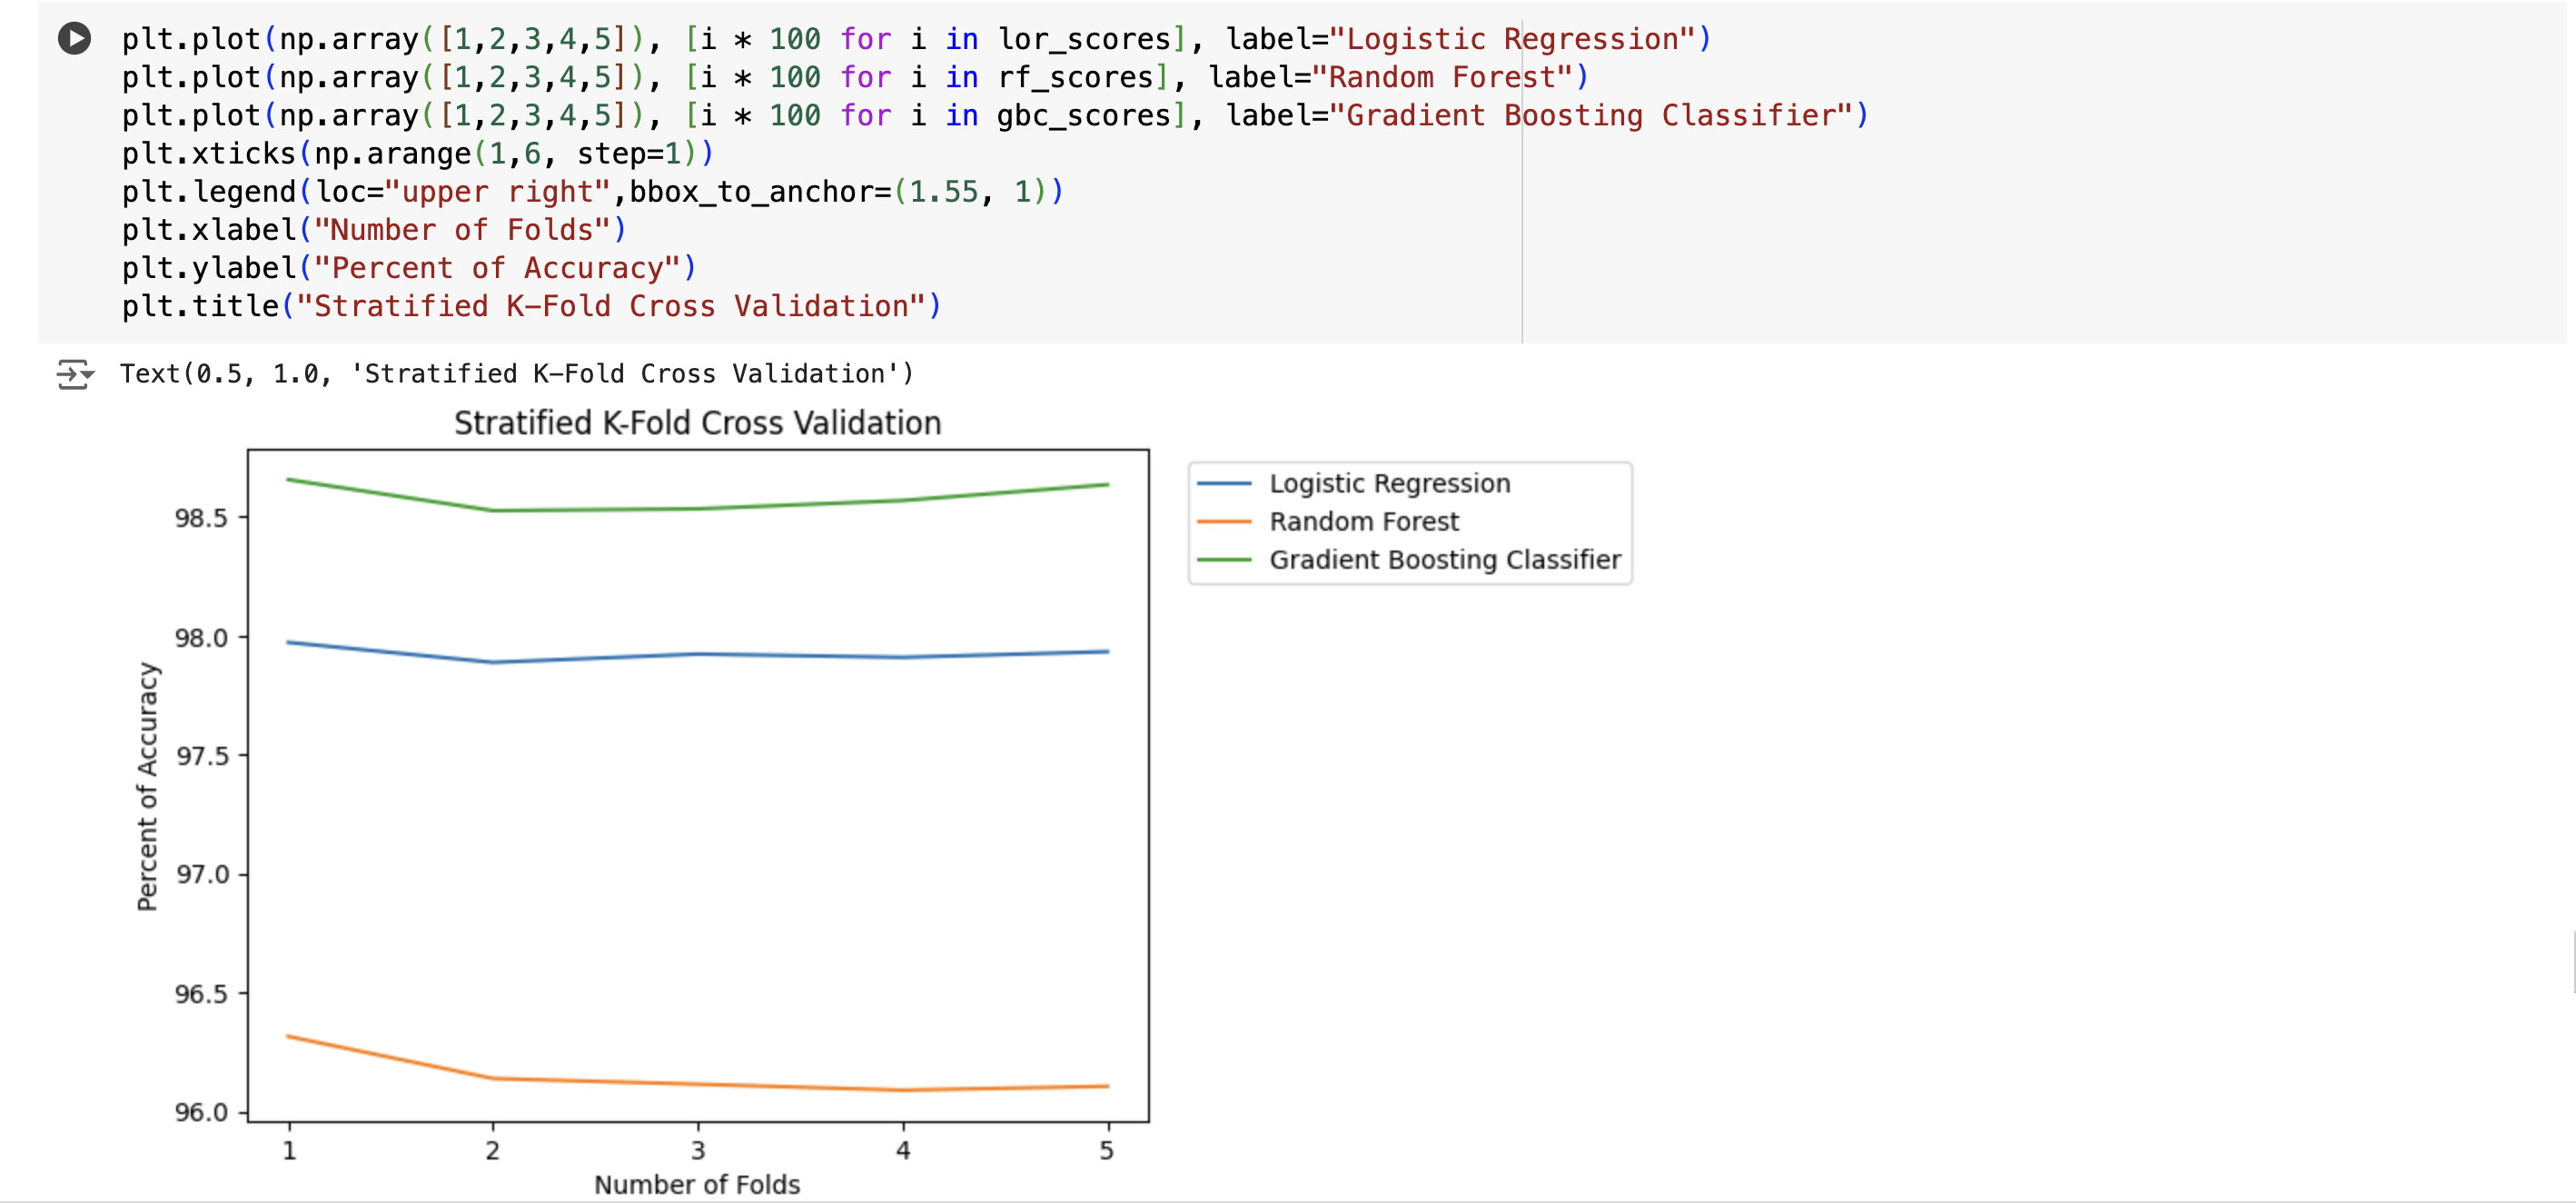 plt.plot(np.array([1,2,3,4,5]), [i * 100 for i in lor_scores], label="Logistic Regression")
plt.plot(np.array([1,2,3,4,5]), [i * 100 for i in rf_scores], label="Random Forest")
plt.plot(np.array([1,2,3,4,5]), [i * 100 for i in gbc_scores], label="Gradient Boosting Classifier")
plt.xticks(np.arange(1,6, step=1))
plt.legend(loc="upper right",bbox_to_anchor=(1.55, 1))
plt.xlabel("Number of Folds")
plt.ylabel("Percent of Accuracy")
plt.title("Stratified K-Fold Cross Validation")
Text(0.5, 1.0, 'Stratified K-Fold Cross Validation')
Stratified K-Fold Cross Validation
Logistic Regression
Random Forest
Gradient Boosting Classifier
Percent of Accuracy
98.5
98.0
97.5
97.0
96.5
96.0
1 2 3 4 5
Number of Folds